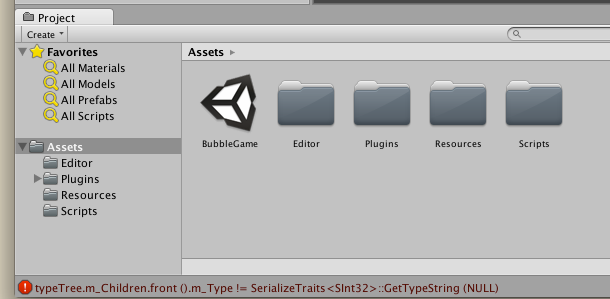 Project
Create
Favorites
All Materials
All Models
All Prefabs
All Scripts
Assets
Editor
Plugins
Resources
Scripts
Assets
BubbleGame Editor Plugins Resources Scripts
typeTree.m_Children.front ().m_Type != SerializeTraits<SInt32>::GetTypeString (NULL)